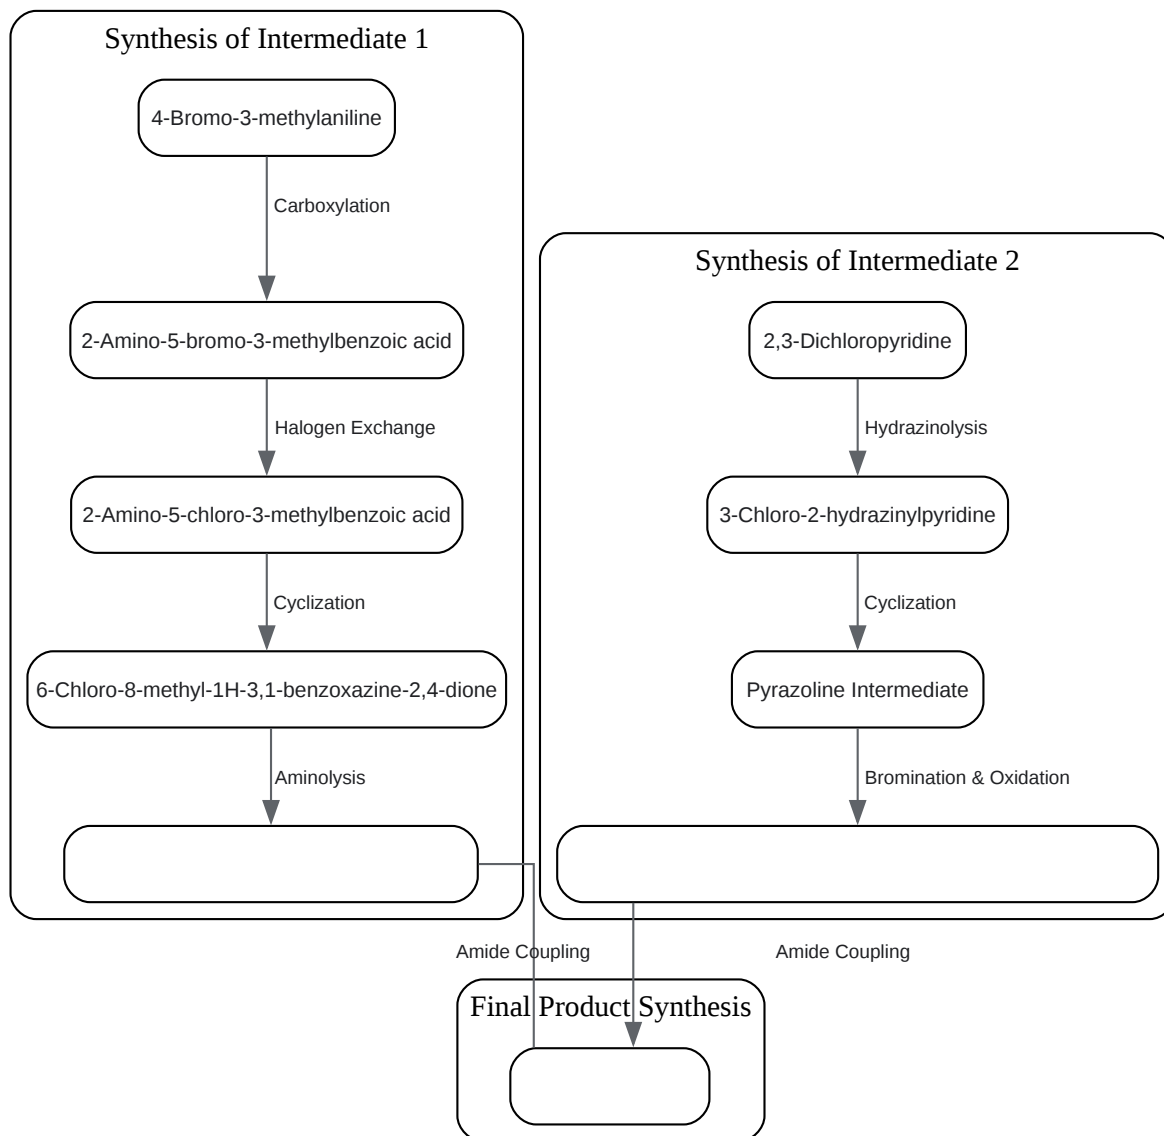 Synthesis of Intermediate 1
4-Bromo-3-methylaniline
Carboxylation
2-Amino-5-bromo-3-methylbenzoic acid
Halogen Exchange
2-Amino-5-chloro-3-methylbenzoic acid
Cyclization
6-Chloro-8-methyl-1H-3,1-benzoxazine-2,4-dione
Aminolysis
Synthesis of Intermediate 2
2,3-Dichloropyridine
Hydrazinolysis
3-Chloro-2-hydrazinylpyridine
Cyclization
Pyrazoline Intermediate
Bromination & Oxidation
Amide Coupling
Amide Coupling
Final Product Synthesis